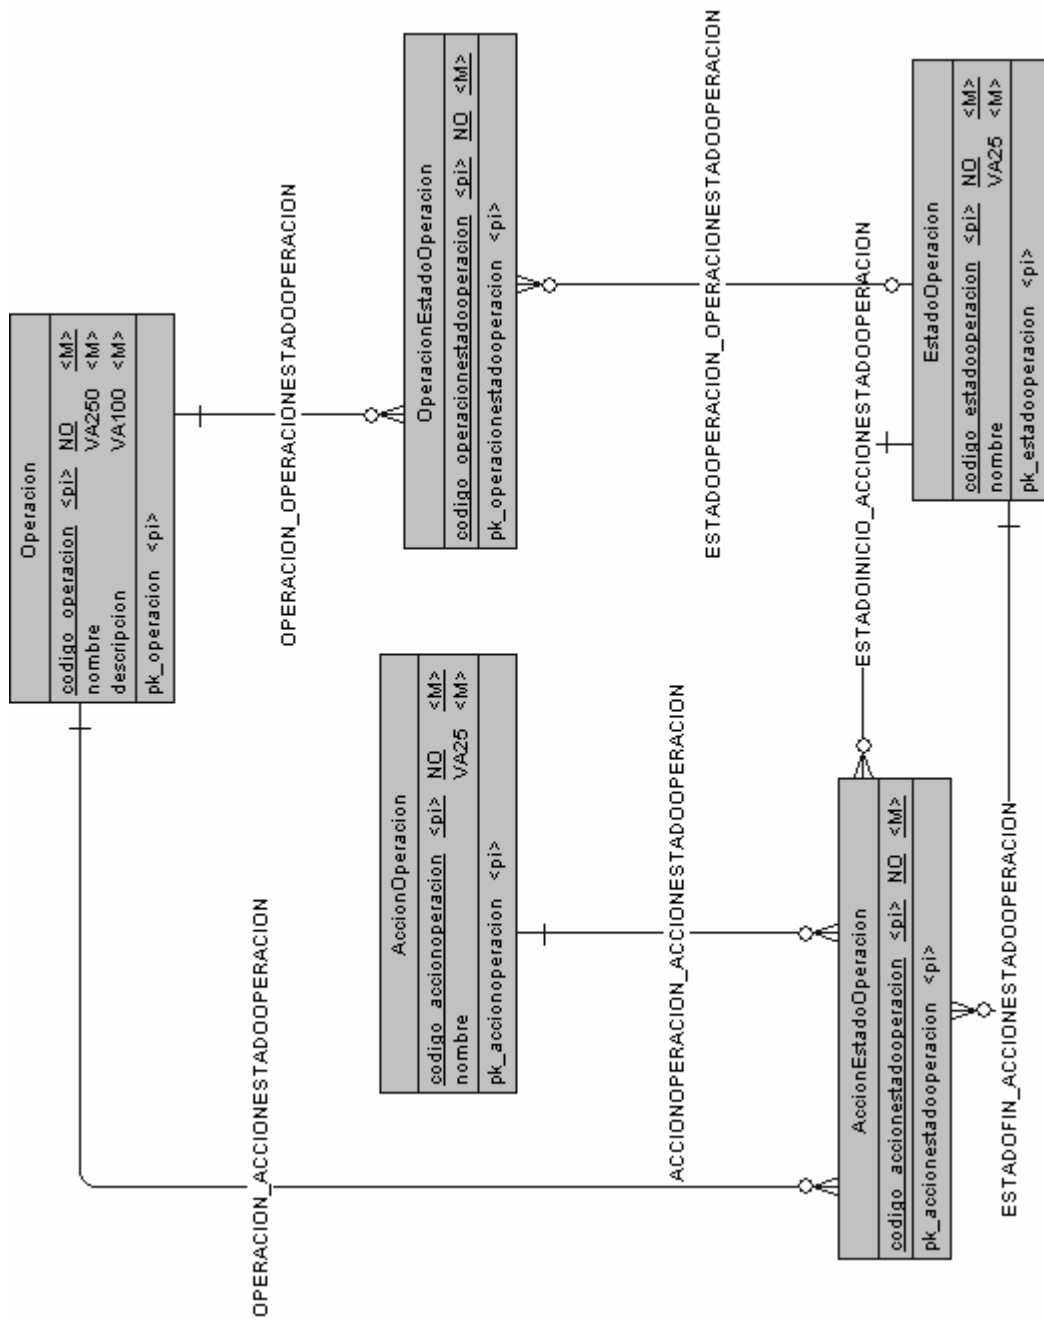 Operacion
codigo_operacion <pi> NO <M>
nombre VA250 <M>
descripcion VA100 <M>
pk_operacion <pi>
OPERACION_OPERACIONESTADOOPERACION
OPERACION_ACCIONESTADOOPERACION
OperacionEstadoOperacion
codigo_operacionestadooperacion <pi> NO <M>
pk_operacionestadooperacion <pi>
AccionOperacion
codigo_accionoperacion <pi> NO <M>
nombre VA25 <M>
pk_accionoperacion <pi>
ESTADOOPERACION_OPERACIONESTADOOPERACION
ACCIONOPERACION_ACCIONESTADOOPERACION
ESTADOINICIO_ACCIONESTADOOPERACION
EstadoOperacion
codigo_estadooperacion <pi> NO <M>
nombre VA25 <M>
pk_estadooperacion <pi>
AccionEstadoOperacion
codigo_accionestadooperacion <pi> NO <M>
pk_accionestadooperacion <pi>
ESTADOFIN_ACCIONESTADOOPERACION